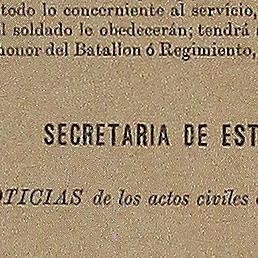 todo lo concerniente al servicio,
l soldado le obedecerán; tendrá
honor del Batallon ó Regimiento,
SECRETARIA DE EST
OTICIAS de los actos civiles